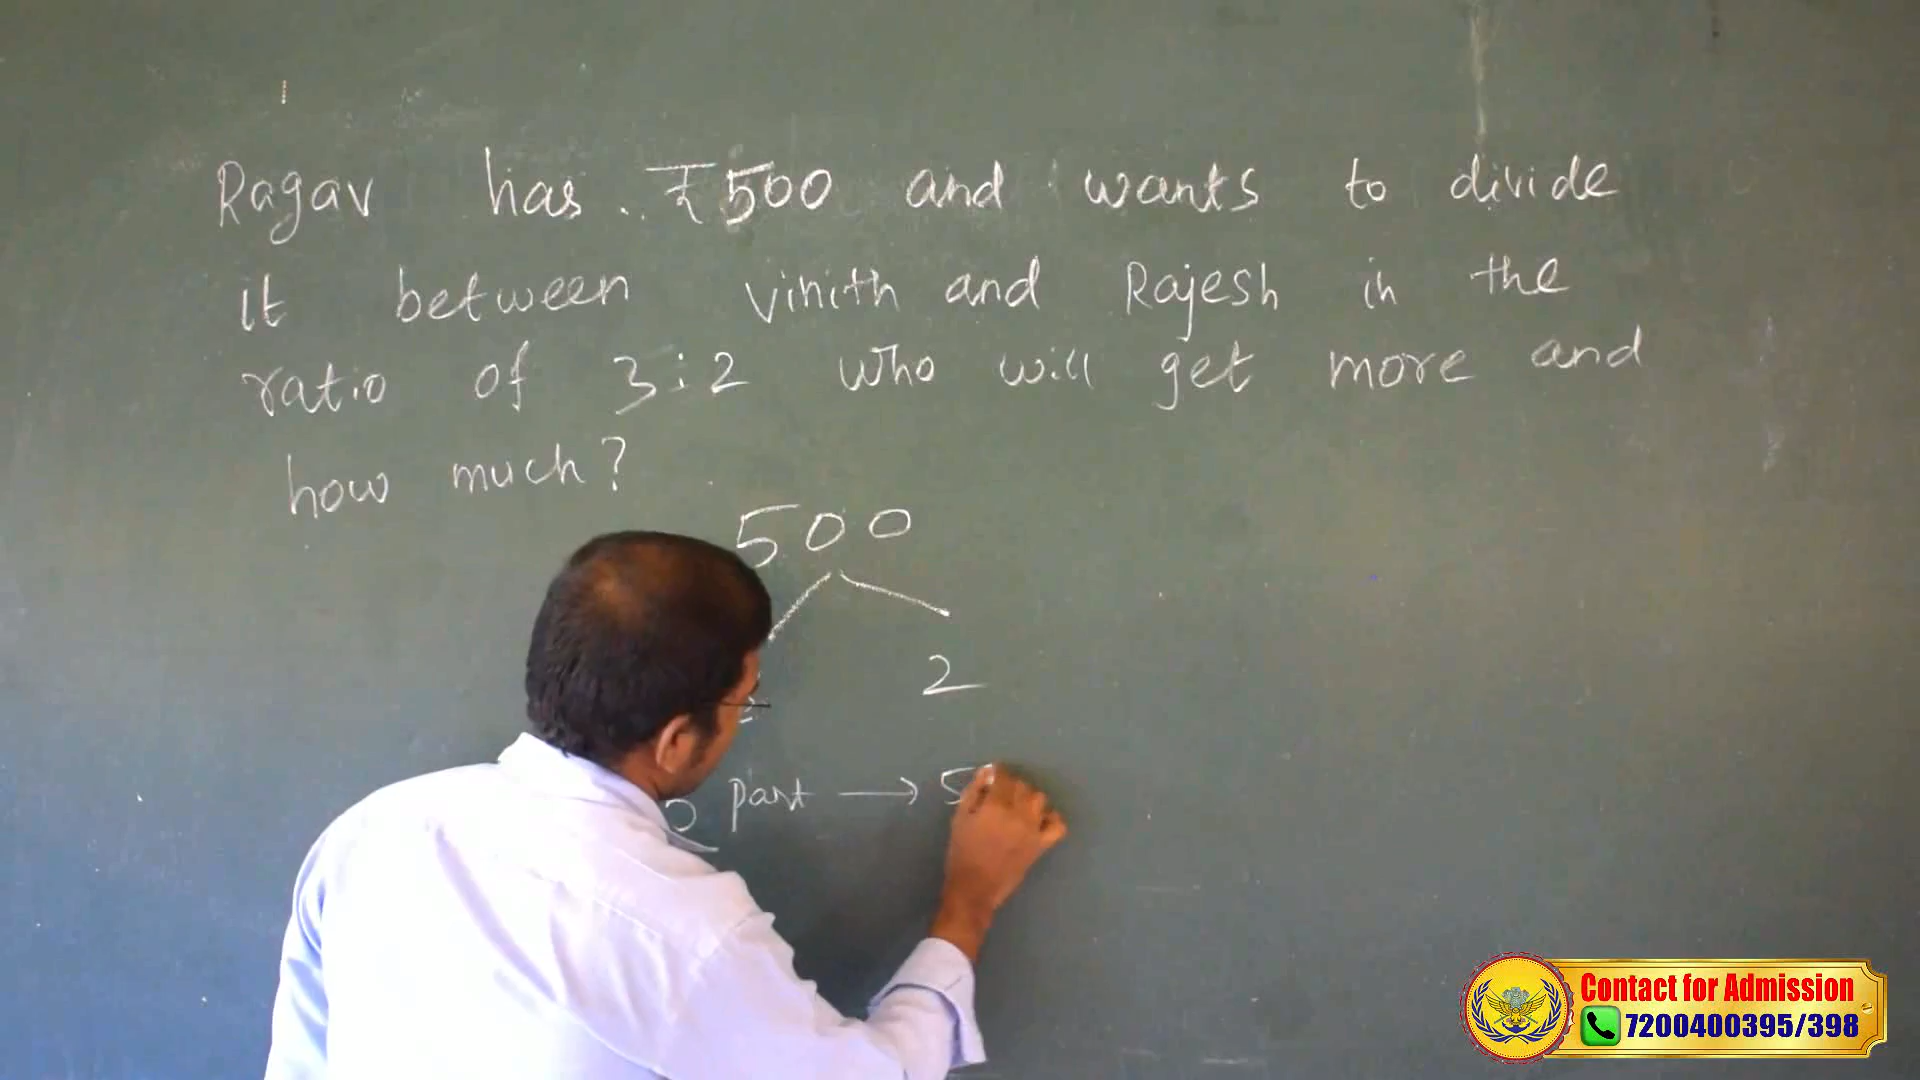 Ragav has ₹500 and wants to divide
it between Vinith and Rajesh in the
ratio of 3:2 who will get more and
how much?
500
2
Part → 5
Contact for Admission
7200400395/398